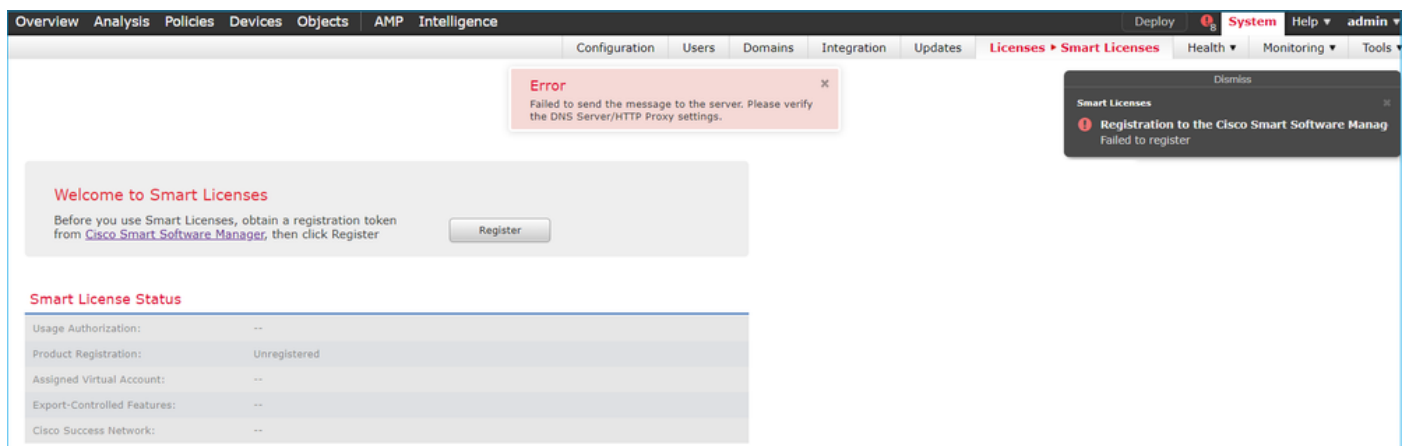 Overview Analysis Policies Devices Objects AMP Intelligence Deploy 8 System Help ▾ admin ▾
Configuration Users Domains Integration Updates Licenses ▸ Smart Licenses Health ▾ Monitoring ▾ Tools ▾
Error
Failed to send the message to the server. Please verify
the DNS Server/HTTP Proxy settings.
Dismiss
Smart Licenses
Registration to the Cisco Smart Software Manag
Failed to register
Welcome to Smart Licenses
Before you use Smart Licenses, obtain a registration token
from Cisco Smart Software Manager, then click Register
Register
Smart License Status
Usage Authorization: --
Product Registration: Unregistered
Assigned Virtual Account: --
Export-Controlled Features: --
Cisco Success Network: --